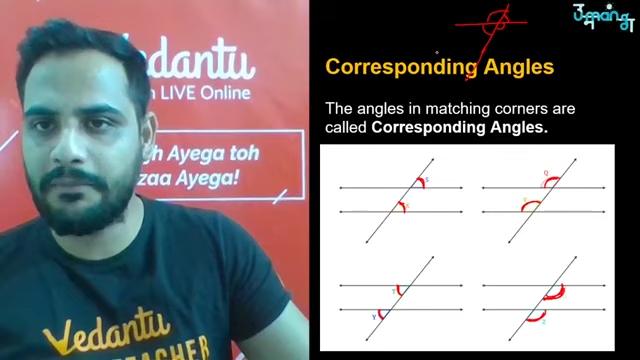 Vedantu
LIVE Online
Ayega toh
zaa Ayega!
Vedantu
TEACHER
उमंग
Corresponding Angles
The angles in matching corners are
called Corresponding Angles.
S
Q
Y